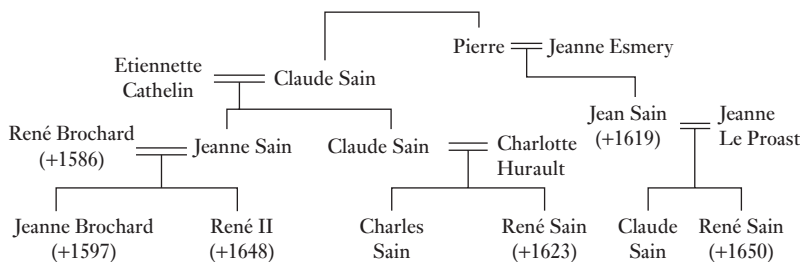 Pierre Jeanne Esmery
Etiennette
Cathelin
Claude Sain
Jean Sain
(+1619)
Jeanne
Le Proast
René Brochard
(+1586)
Jeanne Sain
Claude Sain
Charlotte
Hurault
Jeanne Brochard
(+1597)
René II
(+1648)
Charles
Sain
René Sain
(+1623)
Claude
Sain
René Sain
(+1650)